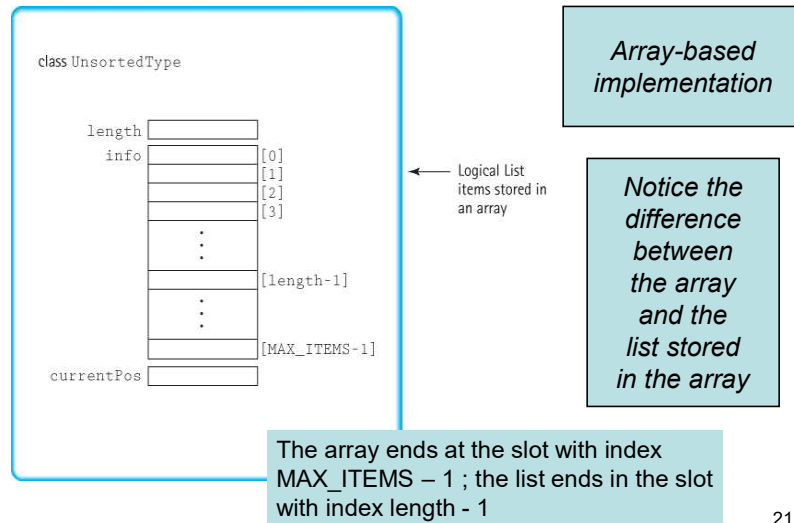 class UnsortedType
length
info
[0]
[1]
[2]
[3]
[length-1]
[MAX_ITEMS-1]
currentPos
Logical List
items stored in
an array
Array-based
implementation
Notice the
difference
between
the array
and the
list stored
in the array
The array ends at the slot with index
MAX_ITEMS – 1 ; the list ends in the slot
with index length - 1
21